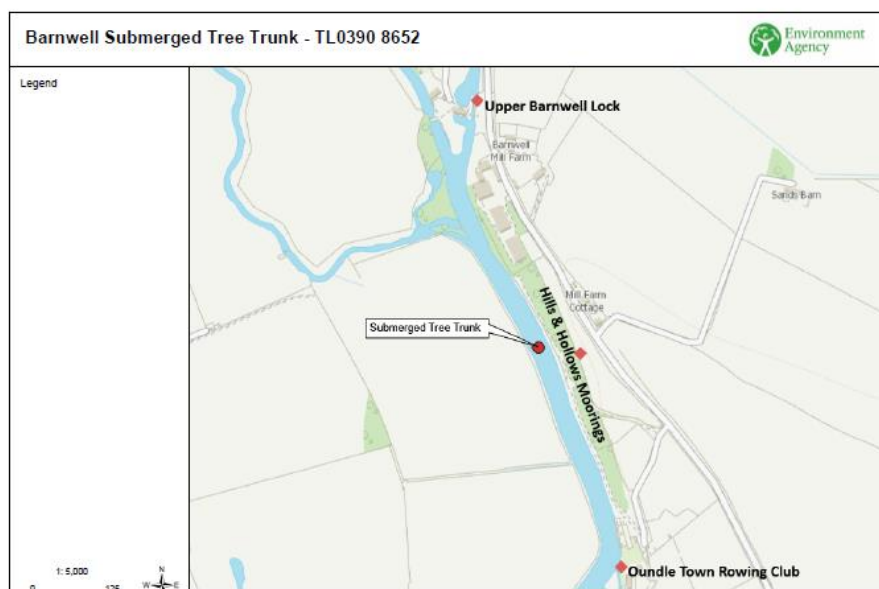 Barnwell Submerged Tree Trunk - TL0390 8652
Environment
Agency
Legend
Upper Barnwell Lock
Barnwell
Mill Farm
Sands Barn
Mill Farm
Cottage
Submerged Tree Trunk
Hills & Hollows Moorings
Oundle Town Rowing Club
1: 5,000
N
W
E